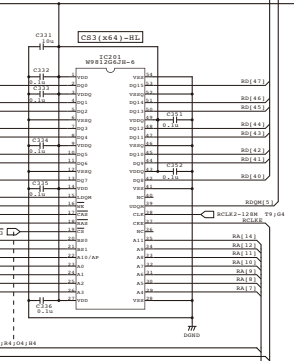 C331
10u
CS3(x64)-HL
IC201
W9812G6JH-6
C332
0.1u
C333
0.1u
C334
0.1u
C335
0.1u
C336
0.1u
C351
0.1u
C352
0.1u
VDD
DQ0
VDDQ
DQ1
DQ2
VSSQ
DQ3
DQ4
VDDQ
DQ5
DQ6
VSSQ
DQ7
VDD
LDQM
WE
CAS
RAS
CS
BS0
BS1
A10/AP
A0
A1
A2
A3
VDD
VSS
DQ15
VSSQ
DQ14
DQ13
VDDQ
DQ12
DQ11
VSSQ
DQ10
DQ9
VDDQ
DQ8
VSS
NC
UDQM
CLK
CKE
NC
A11
A9
A8
A7
A6
A5
A4
VSS
RD[47]
RD[46]
RD[45]
RD[44]
RD[43]
RD[42]
RD[41]
RD[40]
RDQM[5]
RCLK2-128M T9;G4
RCLKE
RA[14]
RA[12]
RA[11]
RA[10]
RA[9]
RA[8]
RA[7]
DGND
;R4;O4;H4